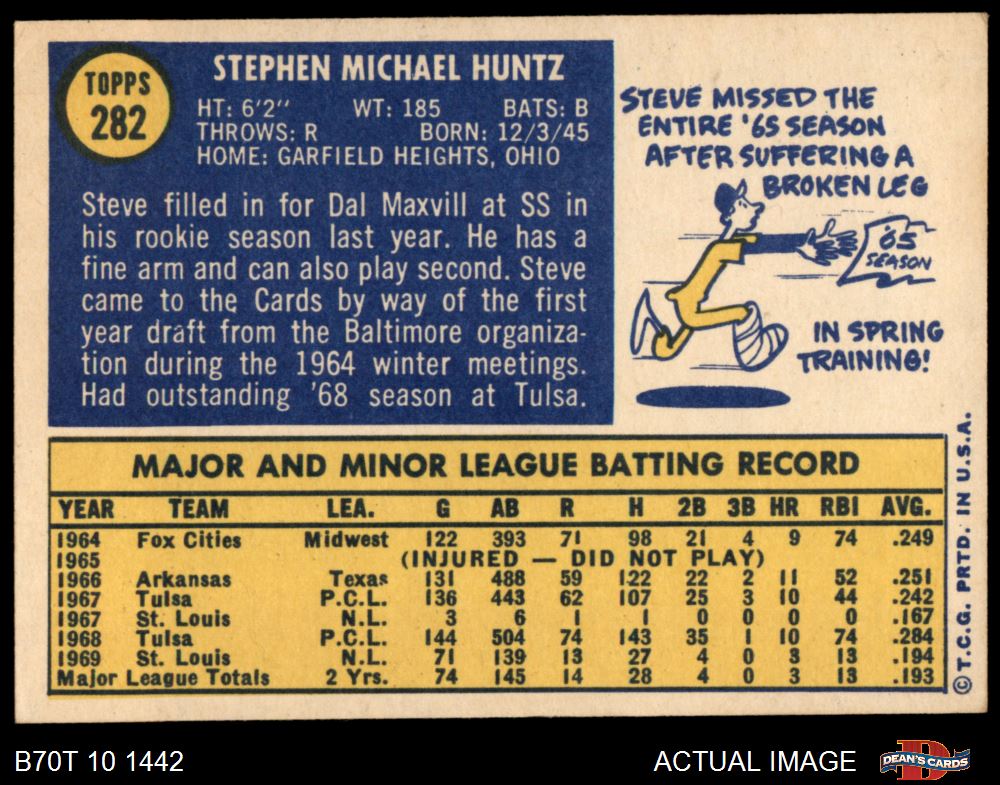 TOPPS
282
STEPHEN MICHAEL HUNTZ
HT: 6'2" WT: 185 BATS: B
THROWS: R BORN: 12/3/45
HOME: GARFIELD HEIGHTS, OHIO
Steve filled in for Dal Maxvill at SS in
his rookie season last year. He has a
fine arm and can also play second. Steve
came to the Cards by way of the first
year draft from the Baltimore organiza-
tion during the 1964 winter meetings.
Had outstanding '68 season at Tulsa.
STEVE MISSED THE
ENTIRE '65 SEASON
AFTER SUFFERING A
BROKEN LEG
'65
SEASON
IN SPRING
TRAINING!
MAJOR AND MINOR LEAGUE BATTING RECORD
YEAR TEAM LEA. G AB R H 2B 3B HR RBI AVG.
1964 Fox Cities Midwest 122 393 71 98 21 4 9 74 .249
1965 (INJURED — DID NOT PLAY)
1966 Arkansas Texas 131 488 59 122 22 2 11 52 .251
1967 Tulsa P.C.L. 136 443 62 107 25 3 10 44 .242
1967 St. Louis N.L. 3 6 1 1 0 0 0 0 .167
1968 Tulsa P.C.L. 144 504 74 143 35 1 10 74 .284
1969 St. Louis N.L. 71 139 13 27 4 0 3 13 .194
Major League Totals 2 Yrs. 74 145 14 28 4 0 3 13 .193
© T.C.G. PRTD. IN U.S.A.
B70T 10 1442
ACTUAL IMAGE
D
DEAN'S CARDS